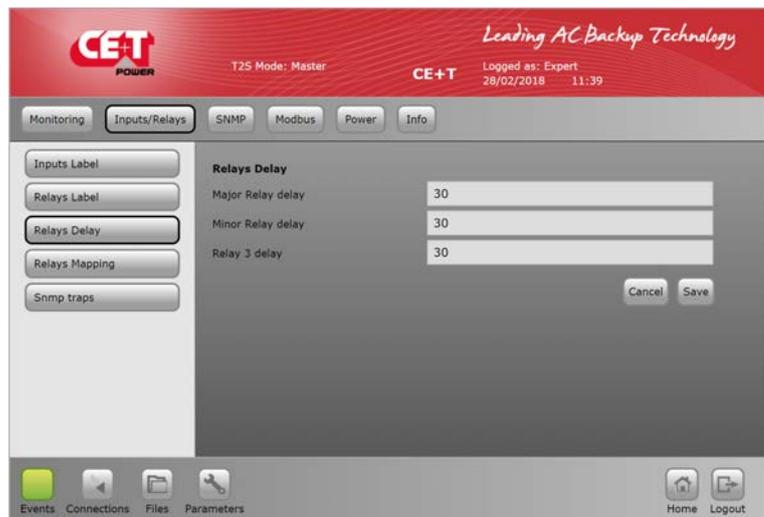 CE+T
POWER
Leading AC Backup Technology
T2S Mode: Master
CE+T
Logged as: Expert
28/02/2018 11:39
Monitoring Inputs/Relays SNMP Modbus Power Info
Inputs Label
Relays Label
Relays Delay
Relays Mapping
Snmp traps
Relays Delay
Major Relay delay 30
Minor Relay delay 30
Relay 3 delay 30
Cancel Save
Events Connections Files Parameters Home Logout